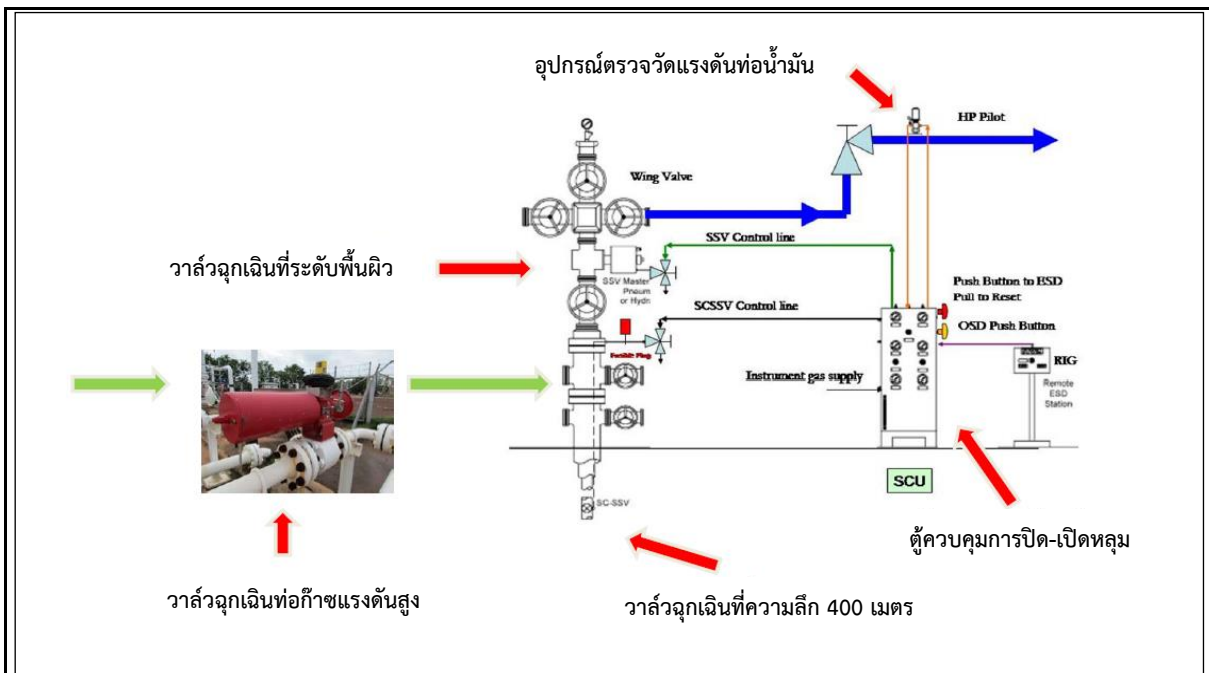 อุปกรณ์ตรวจวัดแรงดันท่อน้ำมัน
HP Pilot
Wing Valve
SSV Control line
วาล์วฉุกเฉินที่ระดับพื้นผิว
SSV Master
Pneum
or Hydn
SCSSV Control line
Push Button to ESD
Pull to Reset
OSD Push Button
Fusible Plug
RIG
Instrument gas supply
Remote
ESD
Station
SCU
SC-SSV
ตู้ควบคุมการปิด-เปิดหลุม
วาล์วฉุกเฉินท่อก๊าซแรงดันสูง
วาล์วฉุกเฉินที่ความลึก 400 เมตร